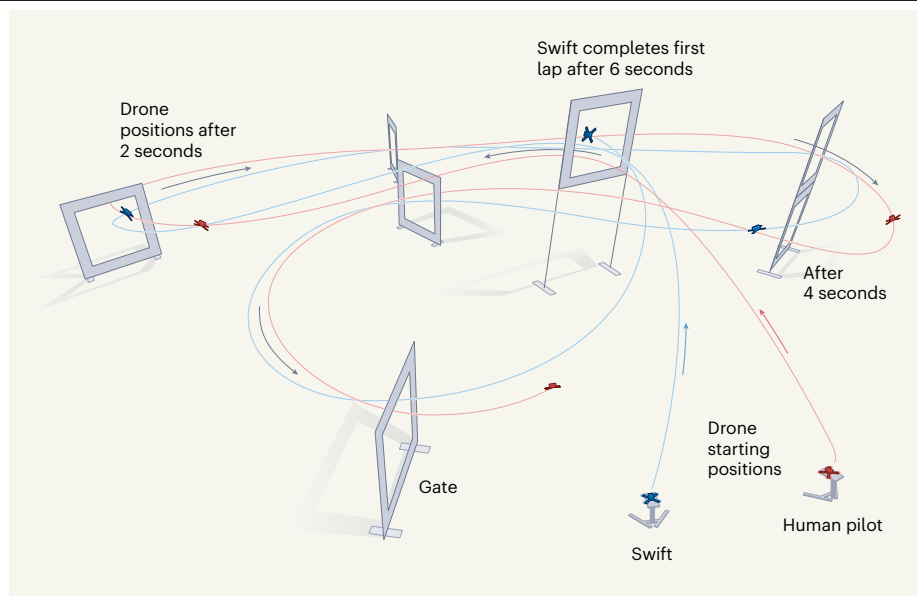 Swift completes first
lap after 6 seconds
Drone
positions after
2 seconds
After
4 seconds
Drone
starting
positions
Gate
Human pilot
Swift